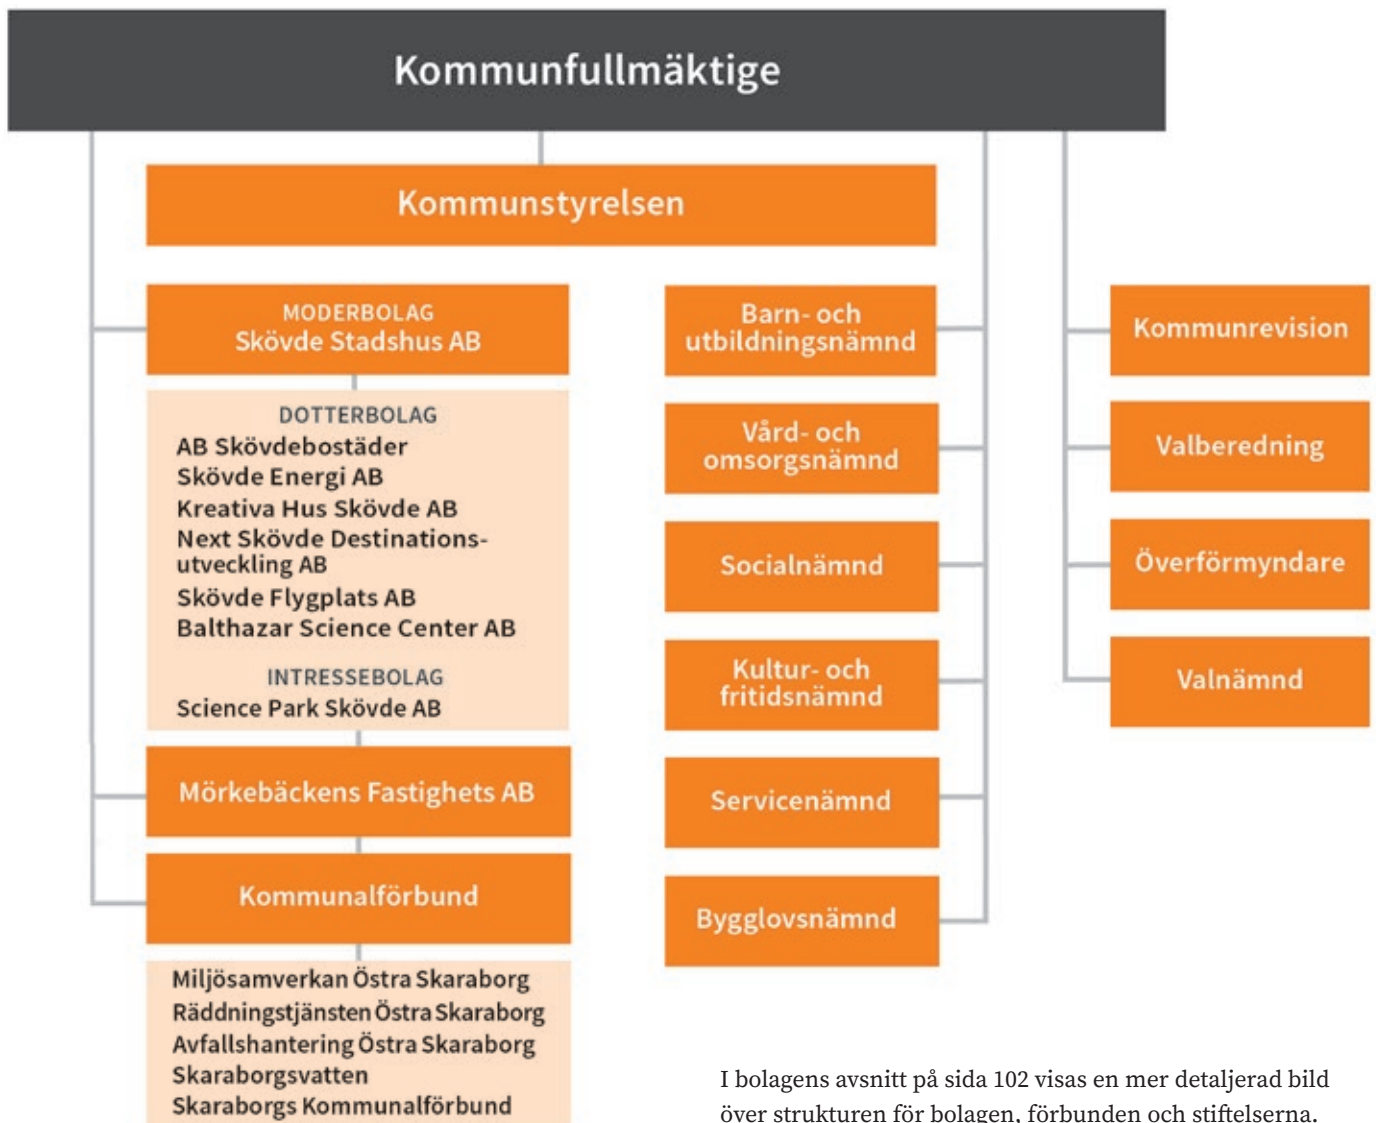 Kommunfullmäktige
Kommunstyrelsen
MODERBOLAG
Skövde Stadshus AB
DOTTERBOLAG
AB Skövdebostäder
Skövde Energi AB
Kreativa Hus Skövde AB
Next Skövde Destinations-
utveckling AB
Skövde Flygplats AB
Balthazar Science Center AB
INTRESSEBOLAG
Science Park Skövde AB
Mörkebäckens Fastighets AB
Kommunalförbund
Miljösamverkan Östra Skaraborg
Räddningstjänsten Östra Skaraborg
Avfallshantering Östra Skaraborg
Skaraborgsvatten
Skaraborgs Kommunalförbund
Barn- och
utbildningsnämnd
Vård- och
omsorgsnämnd
Socialnämnd
Kultur- och
fritidsnämnd
Servicenämnd
Bygglovsnämnd
Kommunrevision
Valberedning
Överförmyndare
Valnämnd
I bolagens avsnitt på sida 102 visas en mer detaljerad bild
över strukturen för bolagen, förbunden och stiftelserna.